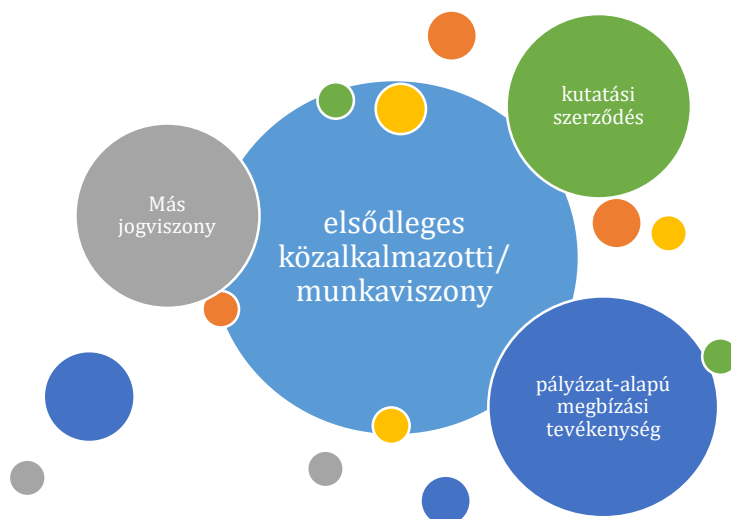 kutatási
szerződés
Más
jogviszony
elsődleges
közalkalmazotti/
munkaviszony
pályázat-alapú
megbízási
tevékenység